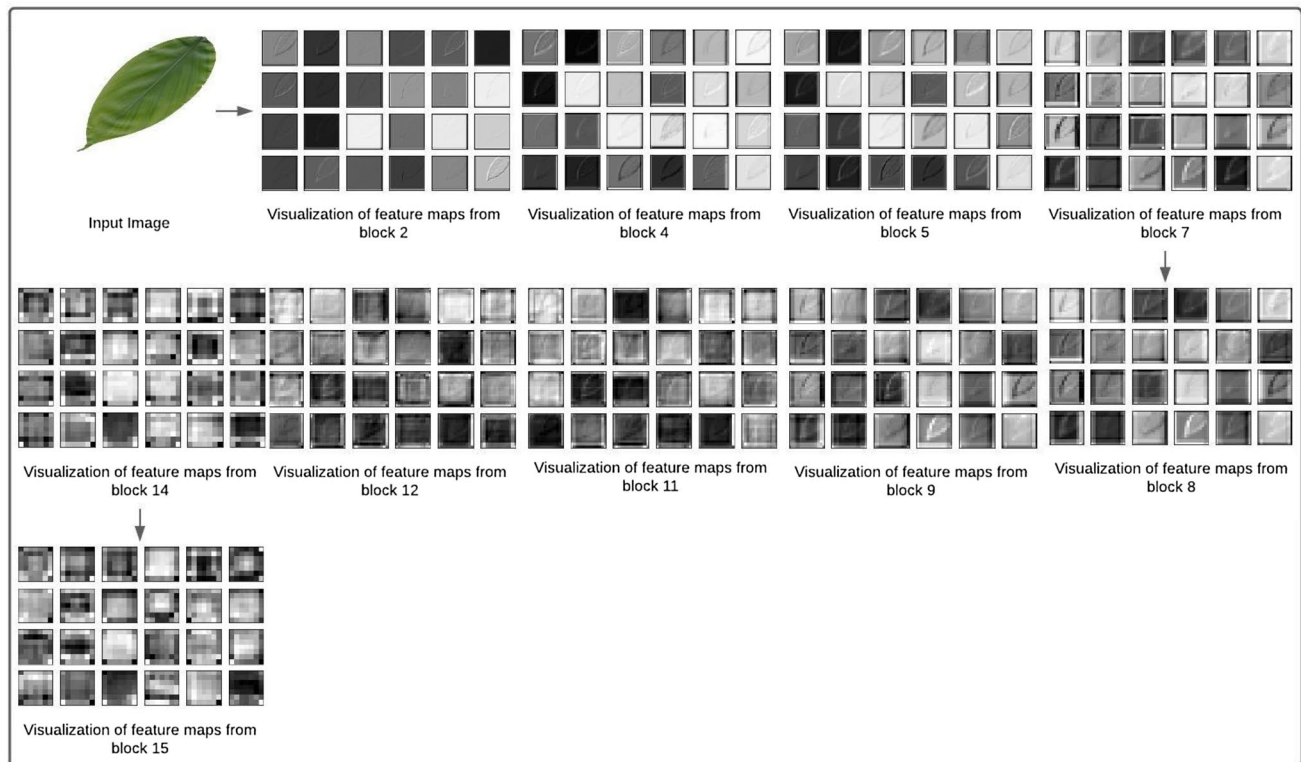 Input Image
Visualization of feature maps from
block 2
Visualization of feature maps from
block 4
Visualization of feature maps from
block 5
Visualization of feature maps from
block 7
Visualization of feature maps from
block 14
Visualization of feature maps from
block 12
Visualization of feature maps from
block 11
Visualization of feature maps from
block 9
Visualization of feature maps from
block 8
Visualization of feature maps from
block 15